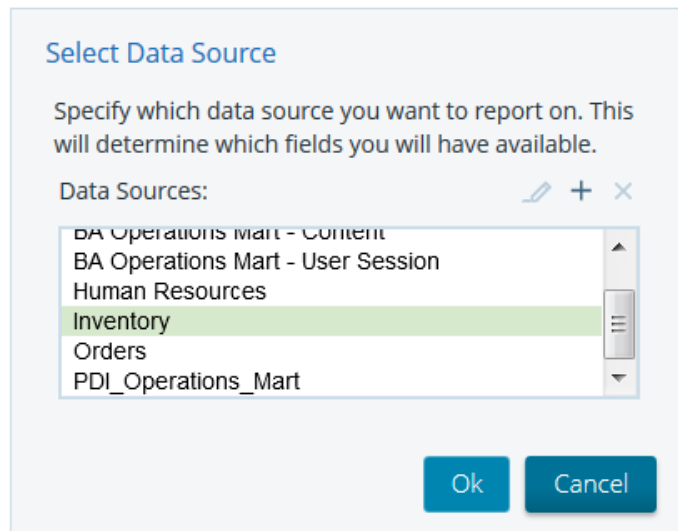 Select Data Source
Specify which data source you want to report on. This
will determine which fields you will have available.
Data Sources:
BA Operations Mart - Content
BA Operations Mart - User Session
Human Resources
Inventory
Orders
PDI_Operations_Mart
Ok
Cancel